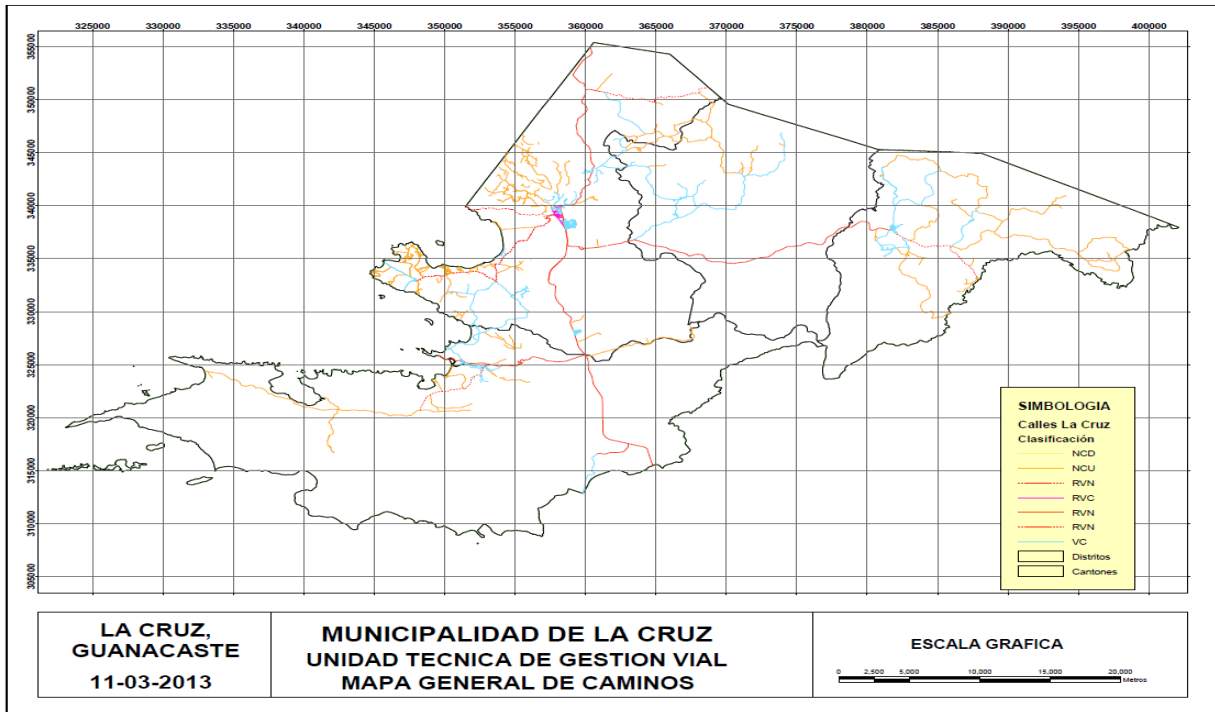 325000 330000 335000 340000 345000 350000 355000 360000 365000 370000 375000 380000 385000 390000 395000 400000
355000
350000
345000
340000
335000
330000
325000
320000
315000
310000
305000
SIMBOLOGIA
Calles La Cruz
Clasificación
NCD
NCU
RVN
RVC
RVN
RVN
VC
Distritos
Cantones
LA CRUZ,
GUANACASTE
11-03-2013
MUNICIPALIDAD DE LA CRUZ
UNIDAD TECNICA DE GESTION VIAL
MAPA GENERAL DE CAMINOS
ESCALA GRAFICA
0 2,500 5,000 10,000 15,000 20,000
Metros